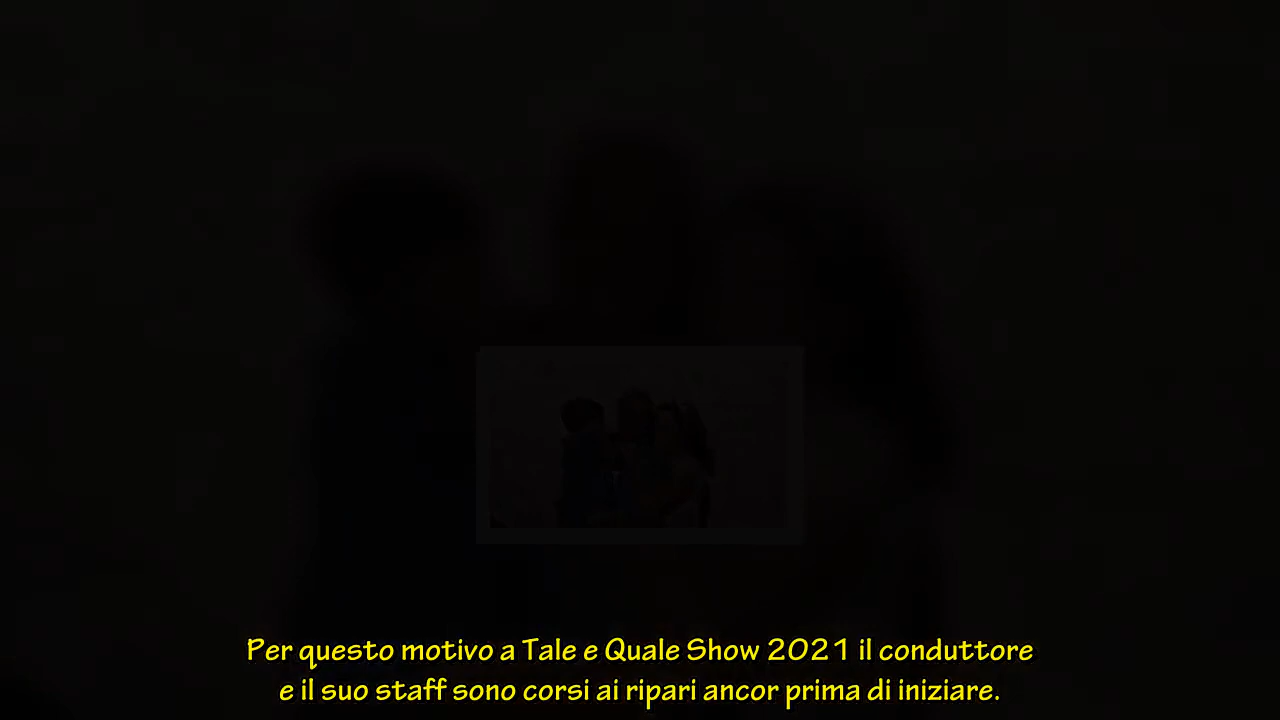 Per questo motivo a Tale e Quale Show 2021 il conduttore
e il suo staff sono corsi ai ripari ancor prima di iniziare.